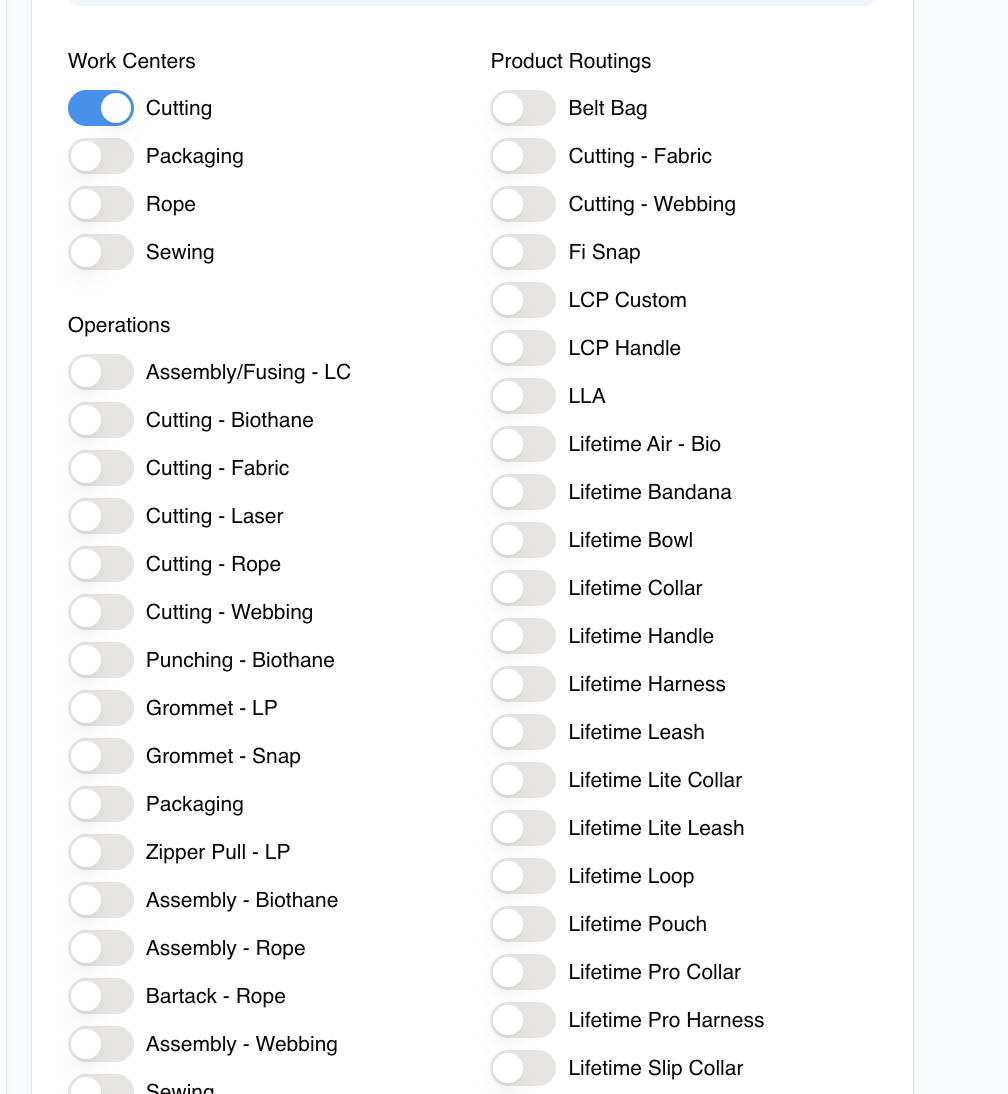 Work Centers
Cutting
Packaging
Rope
Sewing
Operations
Assembly/Fusing - LC
Cutting - Biothane
Cutting - Fabric
Cutting - Laser
Cutting - Rope
Cutting - Webbing
Punching - Biothane
Grommet - LP
Grommet - Snap
Packaging
Zipper Pull - LP
Assembly - Biothane
Assembly - Rope
Bartack - Rope
Assembly - Webbing
Sewing
Product Routings
Belt Bag
Cutting - Fabric
Cutting - Webbing
Fi Snap
LCP Custom
LCP Handle
LLA
Lifetime Air - Bio
Lifetime Bandana
Lifetime Bowl
Lifetime Collar
Lifetime Handle
Lifetime Harness
Lifetime Leash
Lifetime Lite Collar
Lifetime Lite Leash
Lifetime Loop
Lifetime Pouch
Lifetime Pro Collar
Lifetime Pro Harness
Lifetime Slip Collar